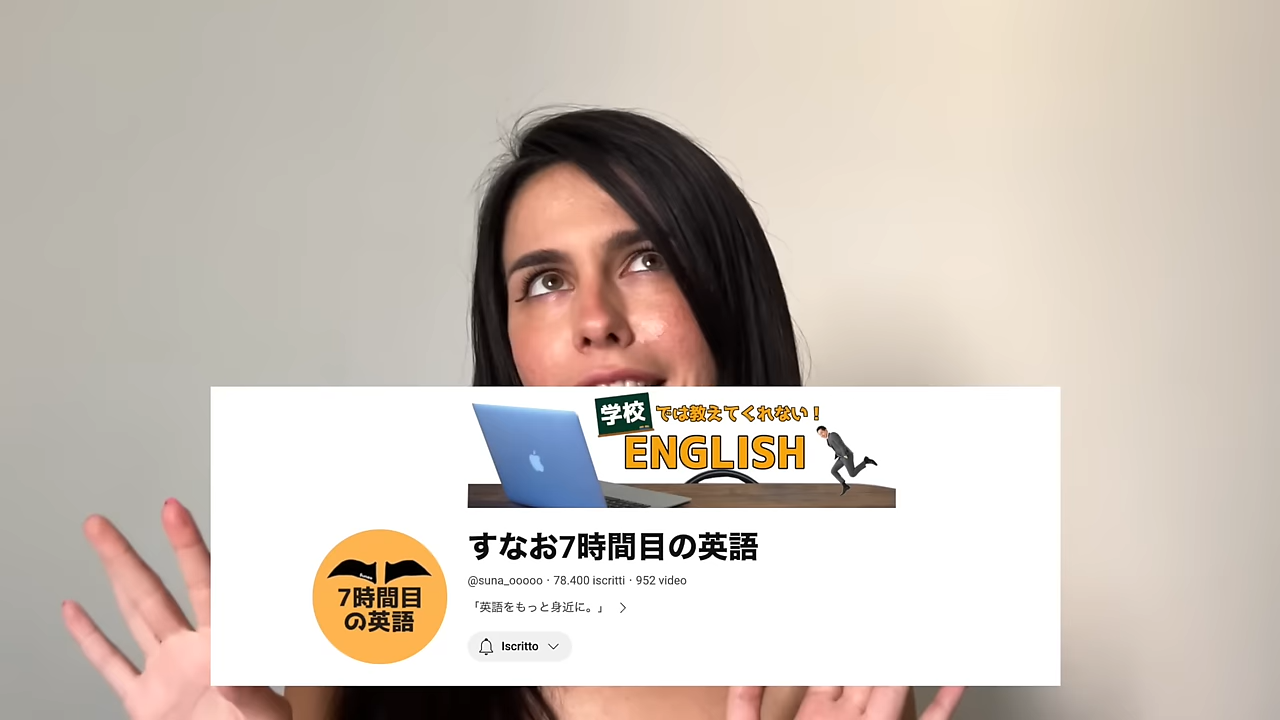 学校では教えてくれない！
ENGLISH
すなお7時間目の英語
@suna_ooooo · 78.400 iscritti · 952 video
「英語をもっと身近に。」
Iscritto
Sunao
7時間目
の英語